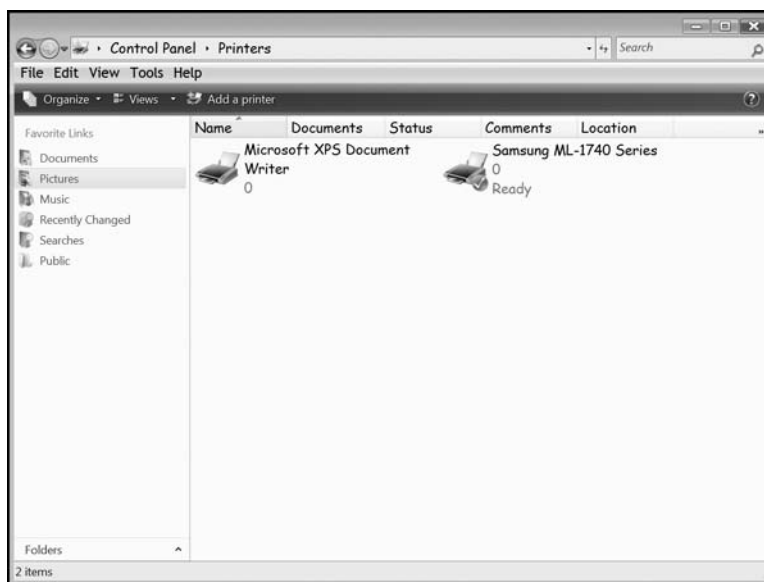 Control Panel Printers
Search
File Edit View Tools Help
Organize Views Add a printer
Favorite Links
Documents
Pictures
Music
Recently Changed
Searches
Public
Folders
Name Documents Status Comments Location
Microsoft XPS Document
Writer
0
Samsung ML-1740 Series
0
Ready
2 items